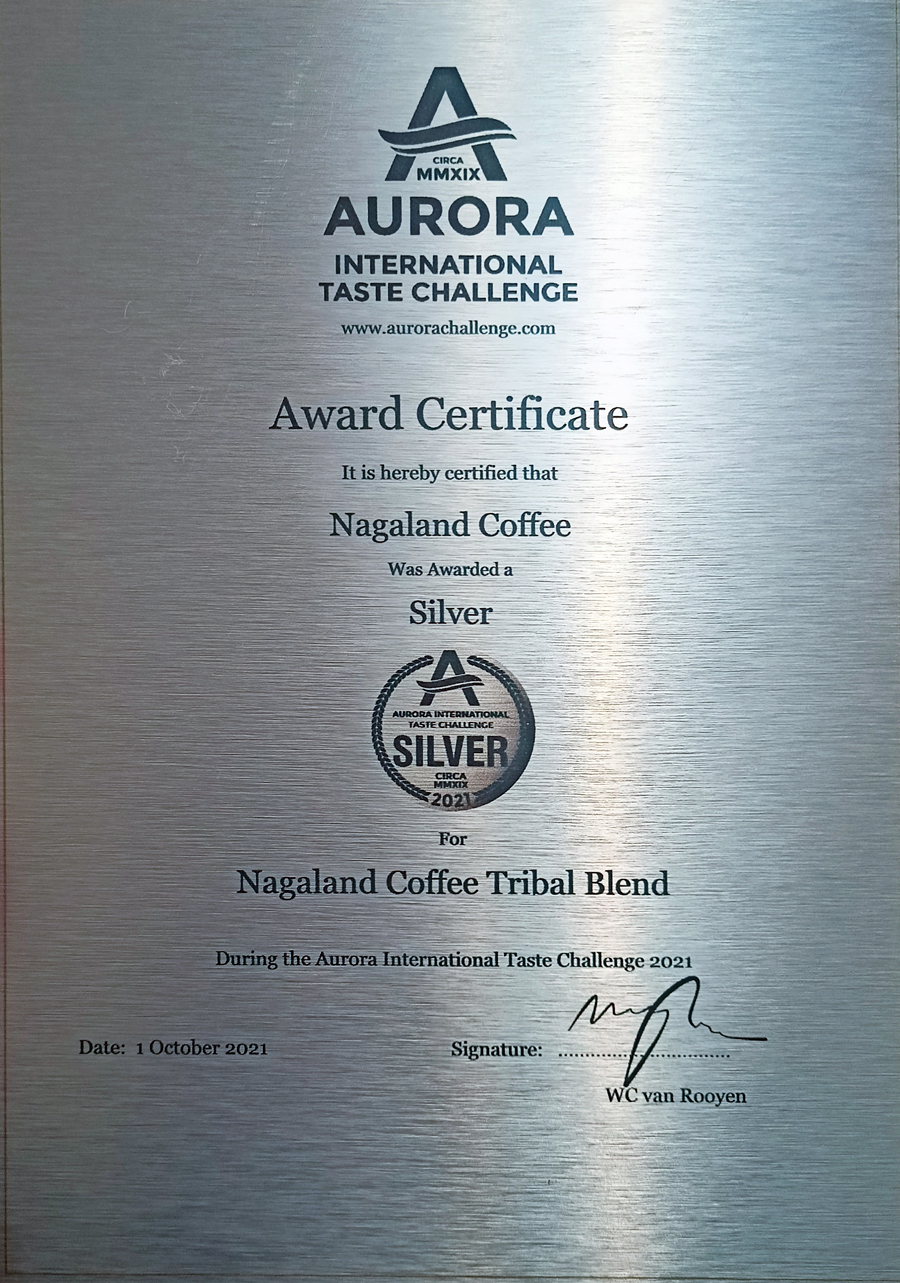 CIRCA
MMXIX
AURORA
INTERNATIONAL
TASTE CHALLENGE
www.aurorachallenge.com
Award Certificate
It is hereby certified that
Nagaland Coffee
Was Awarded a
Silver
AURORA INTERNATIONAL
TASTE CHALLENGE
SILVER
CIRCA
MMXIX
2021
For
Nagaland Coffee Tribal Blend
During the Aurora International Taste Challenge 2021
Date: 1 October 2021
Signature:
WC van Rooyen